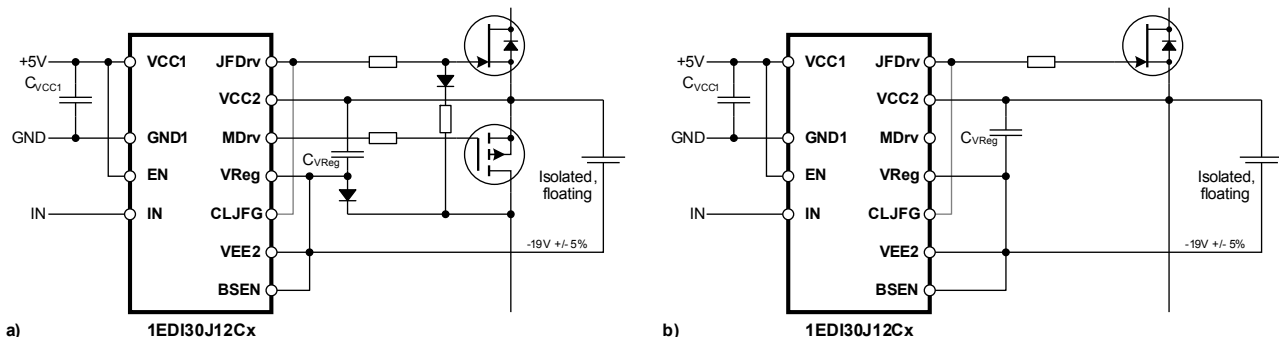 +5V VCC1 JFDrv
CVCC1
VCC2
GND GND1 MDrv
CVReg
EN VReg
Isolated,
floating
IN IN CLJFG
VEE2 -19V +/- 5%
BSEN
a) 1EDI30J12Cx
+5V VCC1 JFDrv
CVCC1
VCC2
GND GND1 MDrv
CVReg
EN VReg
Isolated,
floating
IN IN CLJFG
VEE2 -19V +/- 5%
BSEN
b) 1EDI30J12Cx